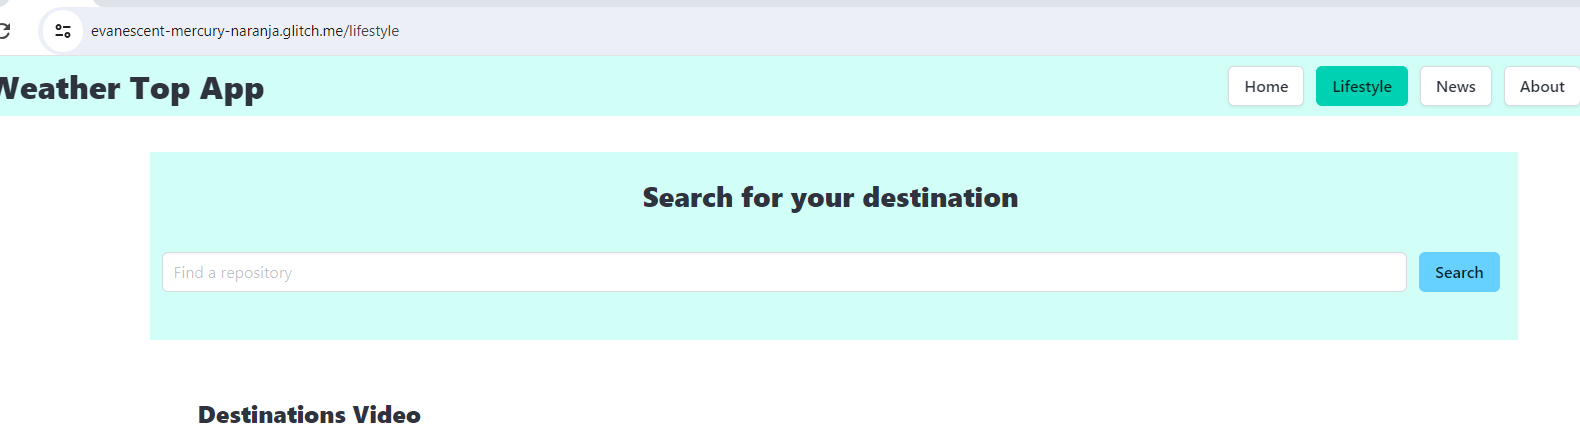 evanescent-mercury-naranja.glitch.me/lifestyle
Weather Top App
Home Lifestyle News About
Search for your destination
Find a repository Search
Destinations Video